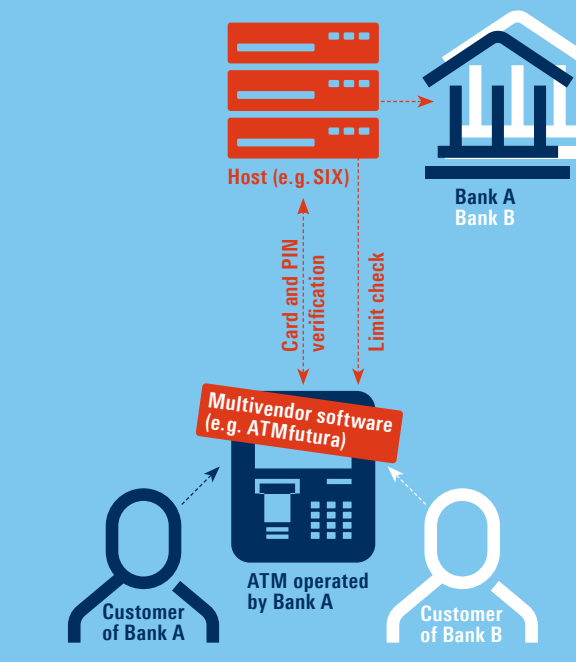 Host (e.g. SIX)
Bank A
Bank B
Card and PIN
verification
Limit check
Multivendor software
(e.g. ATMfutura)
ATM operated
by Bank A
Customer
of Bank A
Customer
of Bank B